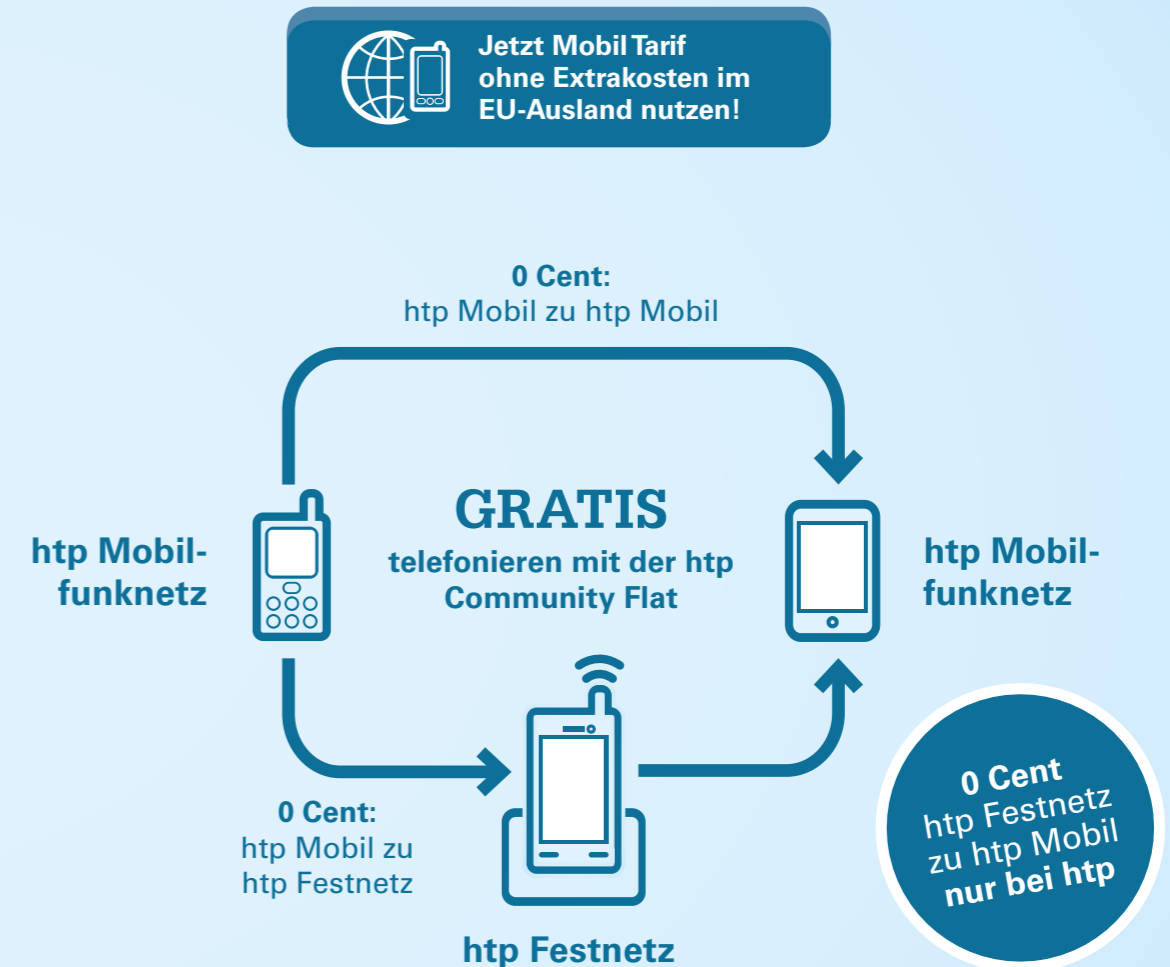 Jetzt Mobil Tarif
ohne Extrakosten im
EU-Ausland nutzen!
0 Cent:
htp Mobil zu htp Mobil
GRATIS
telefonieren mit der htp
Community Flat
htp Mobil-
funknetz
htp Mobil-
funknetz
0 Cent:
htp Mobil zu
htp Festnetz
htp Festnetz
0 Cent
htp Festnetz
zu htp Mobil
nur bei htp